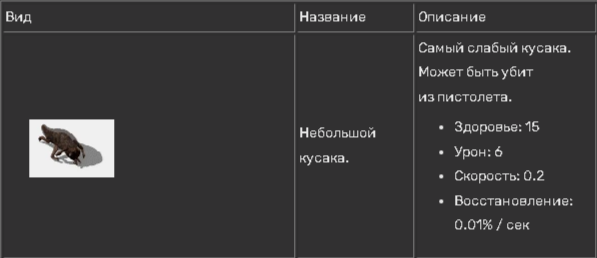 Вид
Название
Описание
Небольшой
кусака.
Самый слабый кусака.
Может быть убит
из пистолета.
• Здоровье: 15
• Урон: 6
• Скорость: 0.2
• Восстановление:
0.01% / сек